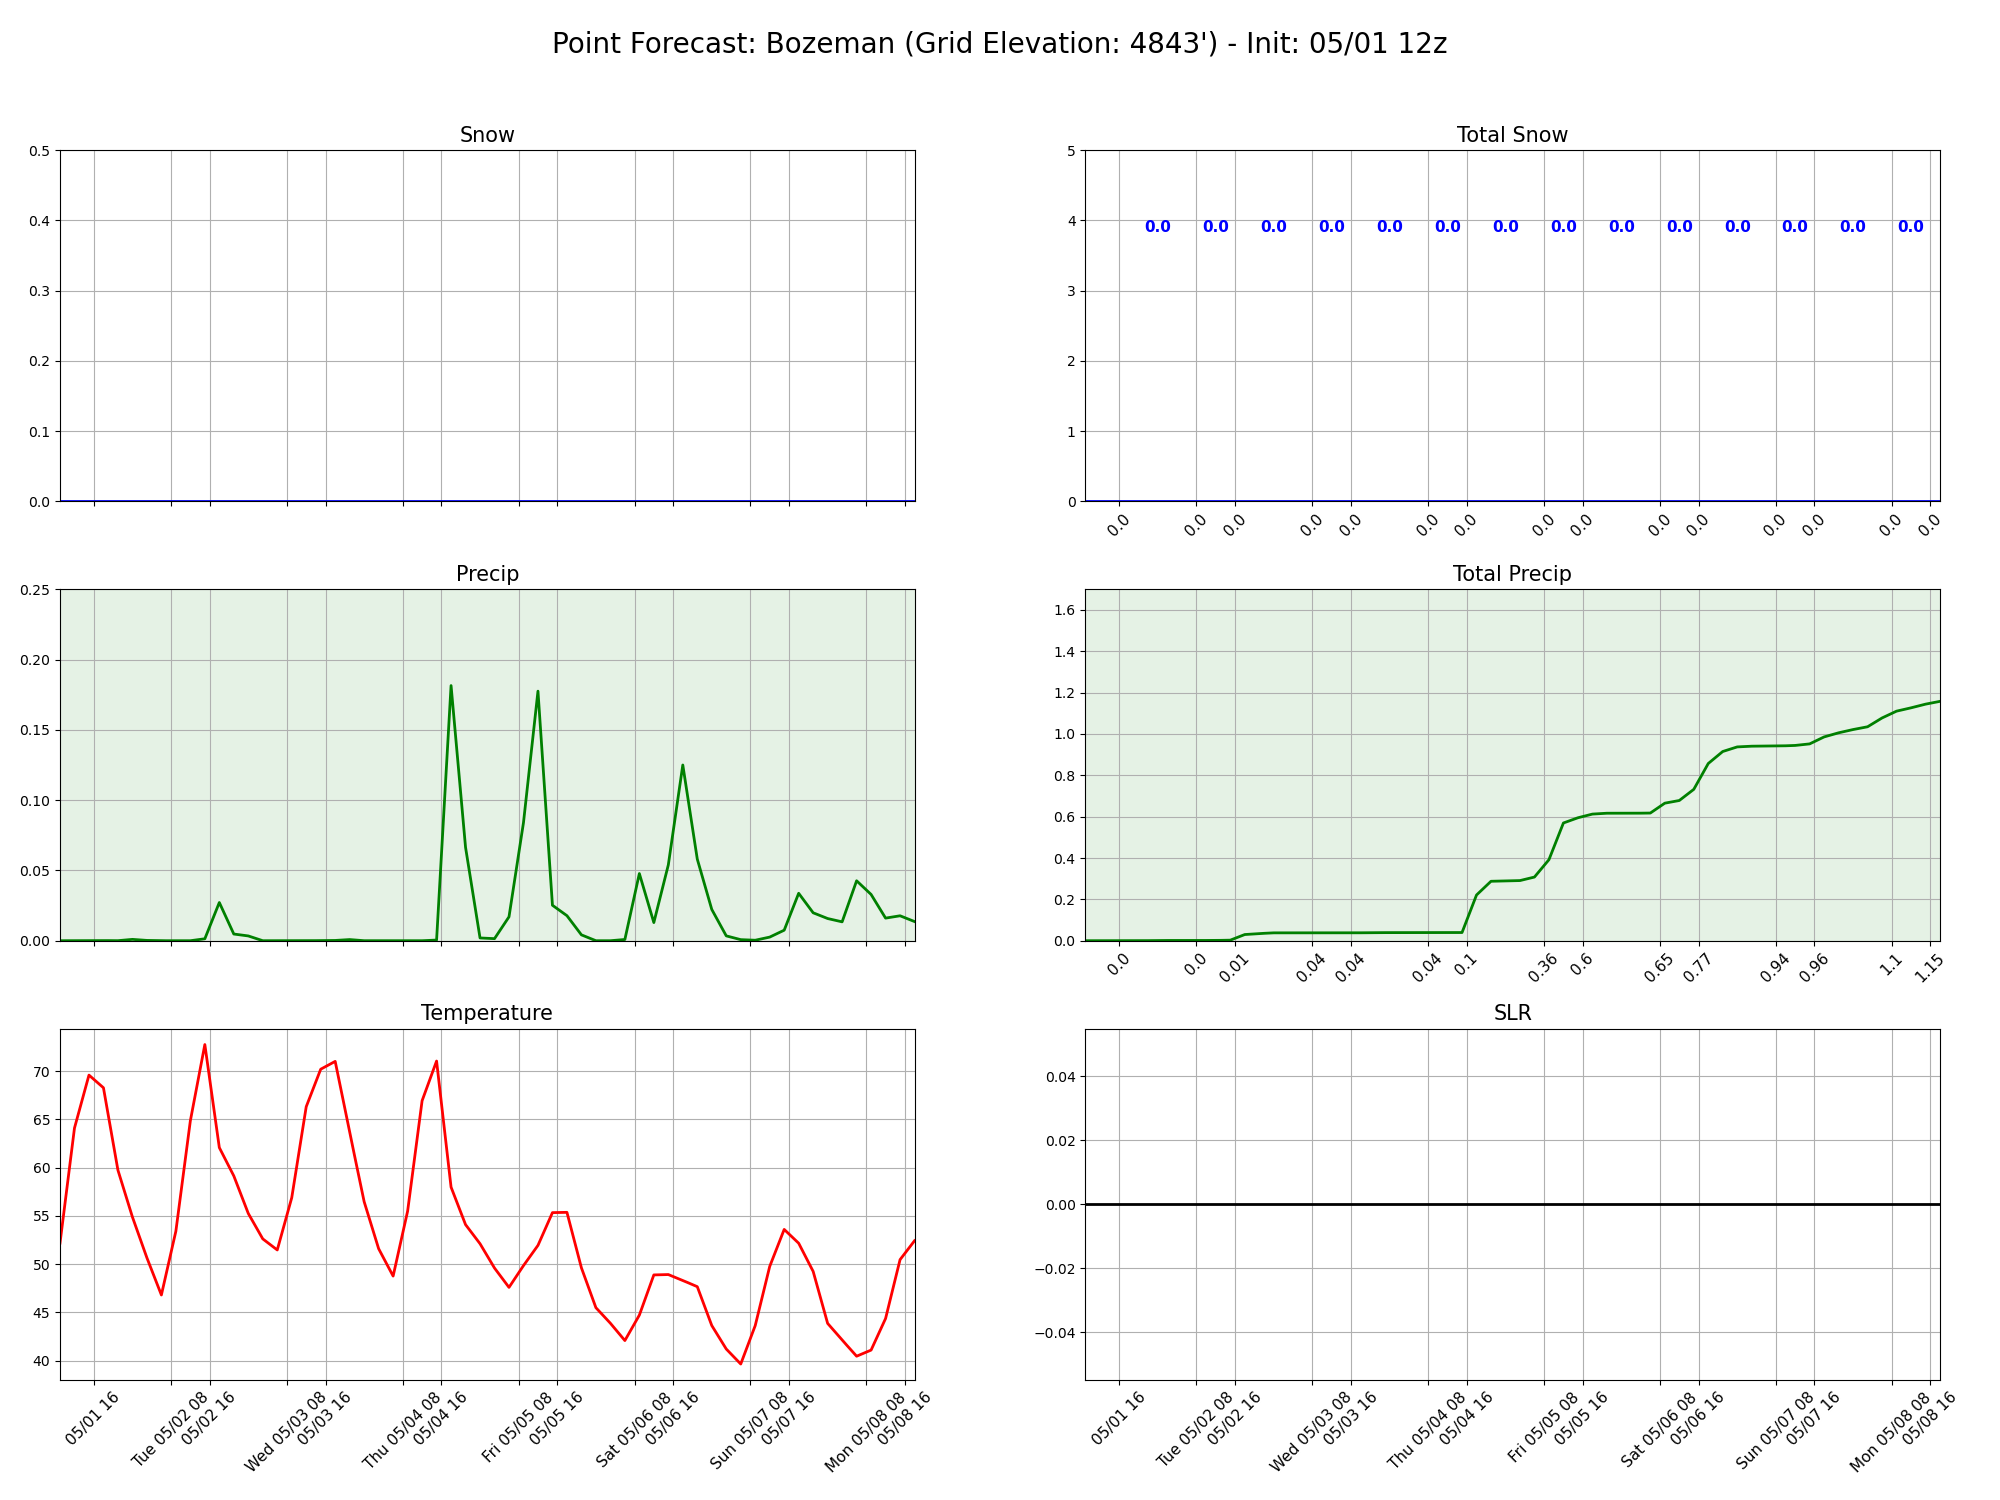 Point Forecast: Bozeman (Grid Elevation: 4843') - Init: 05/01 12z
Snow
0.5
0.4
0.3
0.2
0.1
0.0
Total Snow
5
4
3
2
1
0
0.0 0.0 0.0 0.0 0.0 0.0 0.0 0.0 0.0 0.0 0.0 0.0 0.0 0.0
0.0 0.0 0.0 0.0 0.0 0.0 0.0 0.0 0.0 0.0 0.0 0.0 0.0 0.0 0.0
Precip
0.25
0.20
0.15
0.10
0.05
0.00
Total Precip
1.6
1.4
1.2
1.0
0.8
0.6
0.4
0.2
0.0
0.0 0.0 0.01 0.04 0.04 0.04 0.1 0.36 0.6 0.65 0.77 0.94 0.96 1.1 1.15
Temperature
70
65
60
55
50
45
40
05/01 16
Tue 05/02 08
05/02 16
Wed 05/03 08
05/03 16
Thu 05/04 08
05/04 16
Fri 05/05 08
05/05 16
Sat 05/06 08
05/06 16
Sun 05/07 08
05/07 16
Mon 05/08 08
05/08 16
SLR
0.04
0.02
0.00
−0.02
−0.04
05/01 16
Tue 05/02 08
05/02 16
Wed 05/03 08
05/03 16
Thu 05/04 08
05/04 16
Fri 05/05 08
05/05 16
Sat 05/06 08
05/06 16
Sun 05/07 08
05/07 16
Mon 05/08 08
05/08 16